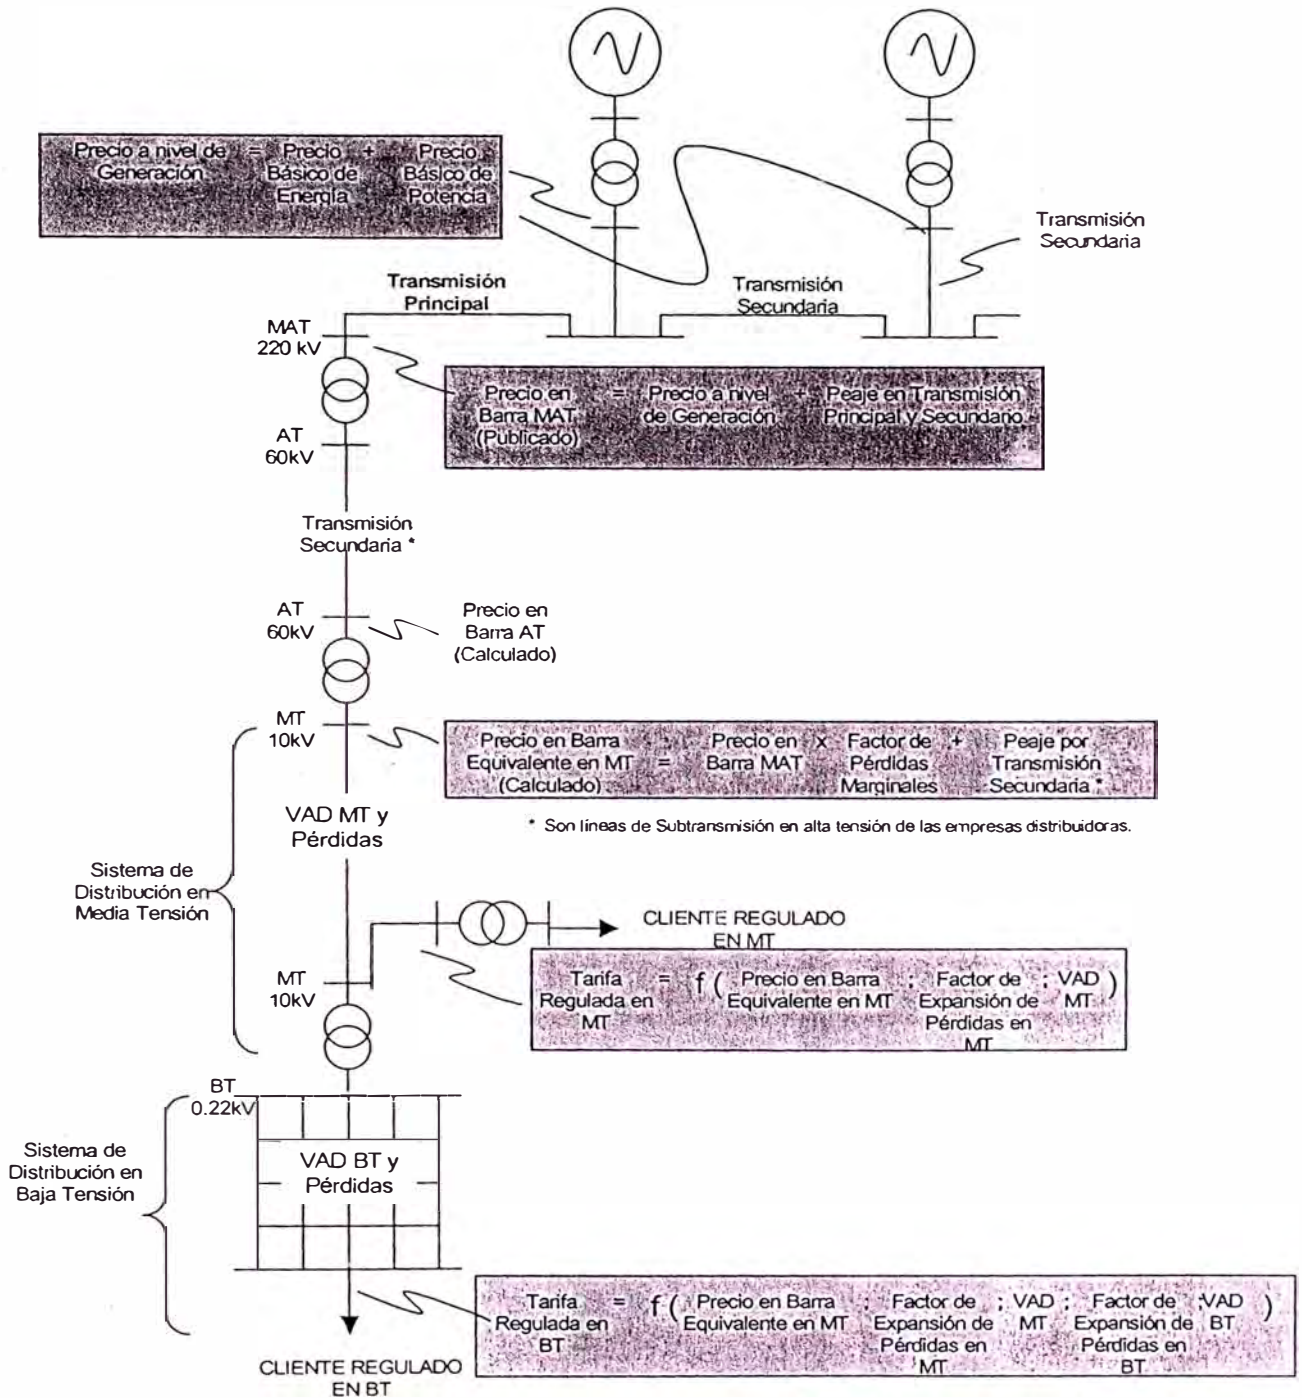 Precio a nivel de = Precio + Precio
Generación Básico de Básico de
Energía Potencia
Transmisión
Secundaria
Transmisión
Principal
Transmisión
Secundaria
MAT
220 kV
Precio en = Precio a nivel + Peaje en Transmisión
Barra MAT de Generación Principal y Secundario
(Publicado)
AT
60kV
Transmisión
Secundaria *
AT
60kV
Precio en
Barra AT
(Calculado)
MT
10kV
Precio en Barra = Precio en x Factor de + Peaje por
Equivalente en MT Barra MAT Pérdidas Transmisión
(Calculado) Marginales Secundaria *
VAD MT y
Pérdidas
* Son líneas de Subtransmisión en alta tensión de las empresas distribuidoras.
Sistema de
Distribución en
Media Tensión
CLIENTE REGULADO
EN MT
MT
10kV
Tarifa = f ( Precio en Barra ; Factor de ; VAD )
Regulada en Equivalente en MT Expansión de MT
MT Pérdidas en
MT
BT
0.22kV
VAD BT y
Pérdidas
Sistema de
Distribución en
Baja Tensión
Tarifa = f ( Precio en Barra ; Factor de ; VAD ; Factor de ; VAD )
Regulada en Equivalente en MT Expansión de MT Expansión de BT
BT Pérdidas en Pérdidas en
MT BT
CLIENTE REGULADO
EN BT